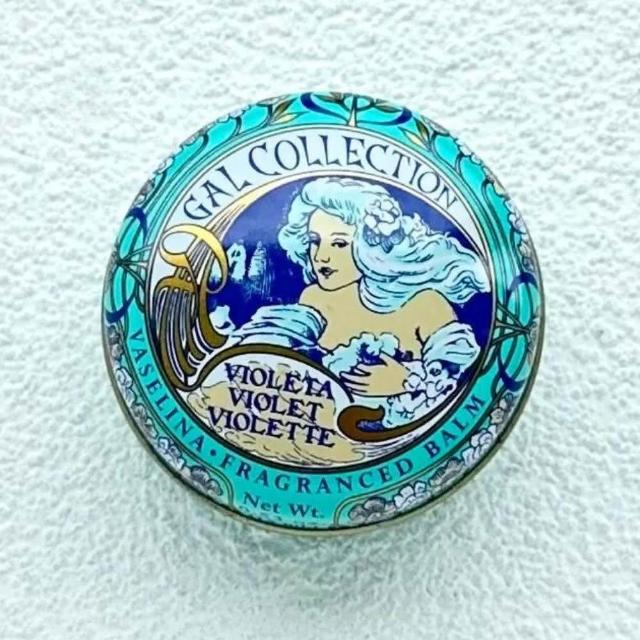 GAL COLLECTION
VIOLETA
VIOLET
VIOLETTE
VASELINA • FRAGRANCED BALM
Net Wt.